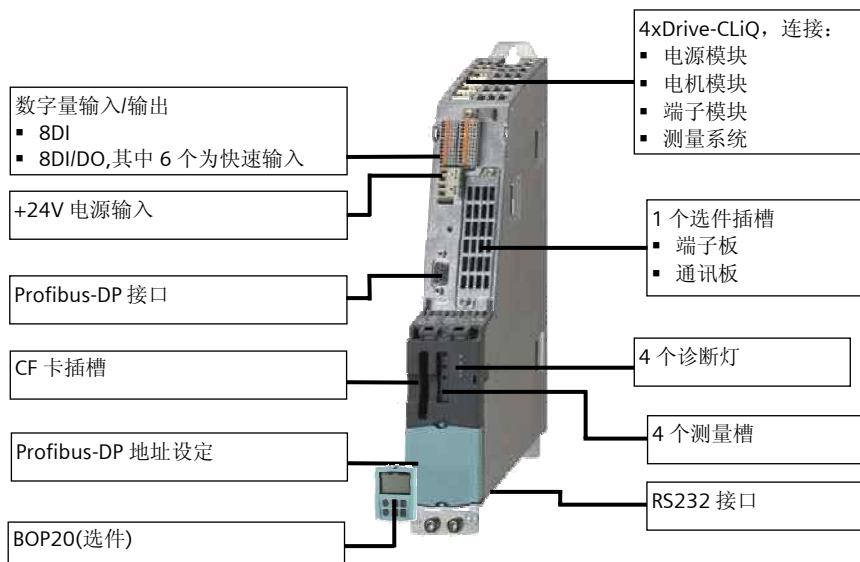 4xDrive-CLiQ，连接：
▪ 电源模块
▪ 电机模块
▪ 端子模块
▪ 测量系统
数字量输入/输出
▪ 8DI
▪ 8DI/DO,其中 6 个为快速输入
+24V 电源输入
1 个选件插槽
▪ 端子板
▪ 通讯板
Profibus-DP 接口
CF 卡插槽
4 个诊断灯
4 个测量槽
Profibus-DP 地址设定
RS232 接口
BOP20(选件)